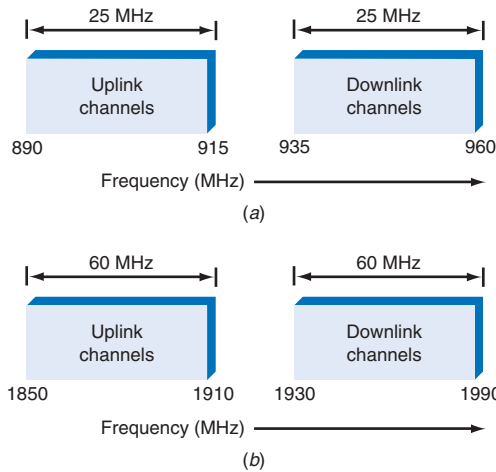 25 MHz 25 MHz
Uplink Downlink
channels channels
890 915 935 960
Frequency (MHz)
(a)
60 MHz 60 MHz
Uplink Downlink
channels channels
1850 1910 1930 1990
Frequency (MHz)
(b)